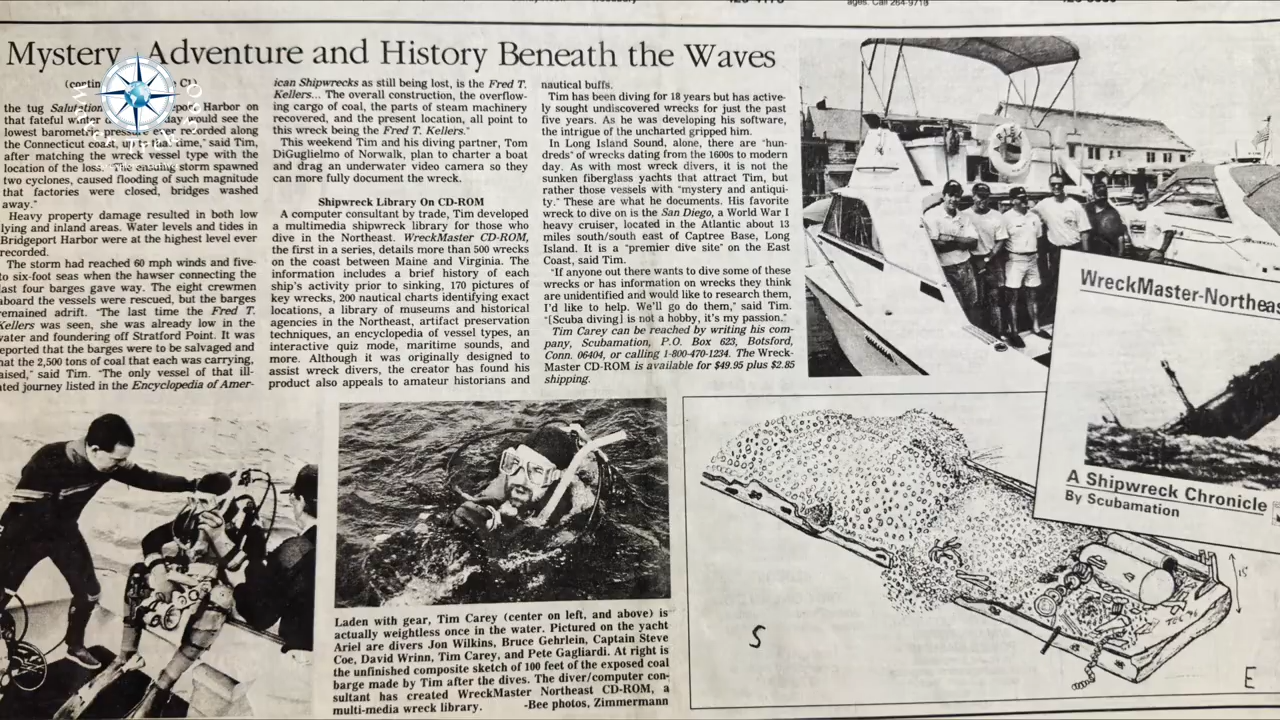 ages. Call 264-9718
Mystery Adventure and History Beneath the Waves
the tug Harbor on
that fateful winter would see the
lowest barometric pressure ever recorded along
the Connecticut coast, time," said Tim,
after matching the wreck vessel type with the
location of the loss. "The ensuing storm spawned
two cyclones, caused flooding of such magnitude
that factories were closed, bridges washed
away."
Heavy property damage resulted in both low
lying and inland areas. Water levels and tides in
Bridgeport Harbor were at the highest level ever
recorded.
The storm had reached 60 mph winds and five-
to six-foot seas when the hawser connecting the
last four barges gave way. The eight crewmen
aboard the vessels were rescued, but the barges
remained adrift. "The last time the Fred T.
Kellers was seen, she was already low in the
water and foundering off Stratford Point. It was
reported that the barges were to be salvaged and
that the 2,500 tons of coal that each was carrying,
raised," said Tim. "The only vessel of that ill-
fated journey listed in the Encyclopedia of Amer-
ican Shipwrecks as still being lost, is the Fred T.
Kellers... The overall construction, the overflow-
ing cargo of coal, the parts of steam machinery
recovered, and the present location, all point to
this wreck being the Fred T. Kellers."
This weekend Tim and his diving partner, Tom
DiGuglielmo of Norwalk, plan to charter a boat
and drag an underwater video camera so they
can more fully document the wreck.
Shipwreck Library On CD-ROM
A computer consultant by trade, Tim developed
a multimedia shipwreck library for those who
dive in the Northeast. WreckMaster CD-ROM,
the first in a series, details more than 500 wrecks
on the coast between Maine and Virginia. The
information includes a brief history of each
ship's activity prior to sinking, 170 pictures of
key wrecks, 200 nautical charts identifying exact
locations, a library of museums and historical
agencies in the Northeast, artifact preservation
techniques, an encyclopedia of vessel types, an
interactive quiz mode, maritime sounds, and
more. Although it was originally designed to
assist wreck divers, the creator has found his
product also appeals to amateur historians and
nautical buffs.
Tim has been diving for 18 years but has active-
ly sought undiscovered wrecks for just the past
five years. As he was developing his software,
the intrigue of the uncharted gripped him.
In Long Island Sound, alone, there are "hun-
dreds" of wrecks dating from the 1600s to modern
day. As with most wreck divers, it is not the
sunken fiberglass yachts that attract Tim, but
rather those vessels with "mystery and antiqui-
ty." These are what he documents. His favorite
wreck to dive on is the San Diego, a World War I
heavy cruiser, located in the Atlantic about 13
miles south/south east of Captree Base, Long
Island. It is a "premier dive site" on the East
Coast, said Tim.
"If anyone out there wants to dive some of these
wrecks or has information on wrecks they think
are unidentified and would like to research them,
I'd like to help. We'll go do them," said Tim.
"[Scuba diving] is not a hobby, it's my passion."
Tim Carey can be reached by writing his com-
pany, Scubamation, P.O. Box 623, Botsford,
Conn. 06404, or calling 1-800-470-1234. The Wreck-
Master CD-ROM is available for $49.95 plus $2.85
shipping.
WreckMaster-Northeas
A Shipwreck Chronicle
By Scubamation
Laden with gear, Tim Carey (center on left, and above) is
actually weightless once in the water. Pictured on the yacht
Ariel are divers Jon Wilkins, Bruce Gehrlein, Captain Steve
Coe, David Wrinn, Tim Carey, and Pete Gagliardi. At right is
the unfinished composite sketch of 100 feet of the exposed coal
barge made by Tim after the dives. The diver/computer con-
sultant has created WreckMaster Northeast CD-ROM, a
multi-media wreck library. -Bee photos, Zimmermann
S
15'
E